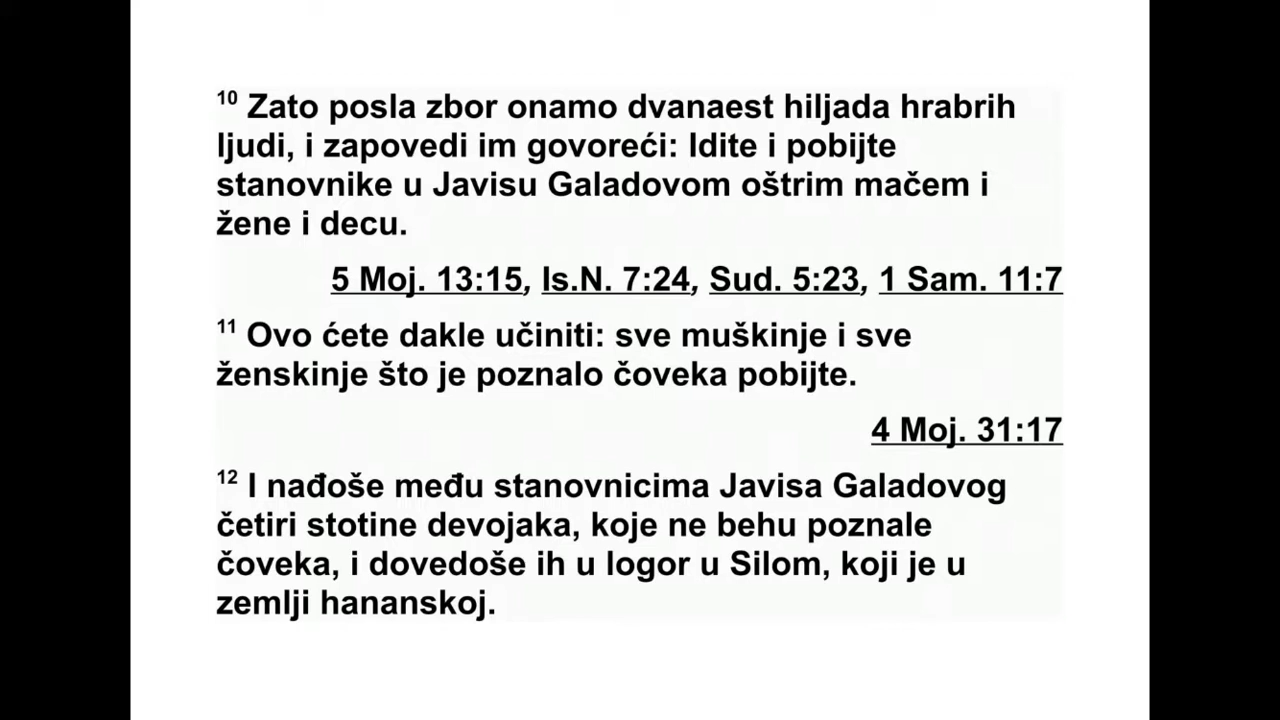 10 Zato posla zbor onamo dvanaest hiljada hrabrih
ljudi, i zapovedi im govoreći: Idite i pobijte
stanovnike u Javisu Galadovom oštrim mačem i
žene i decu.
5 Moj. 13:15, Is.N. 7:24, Sud. 5:23, 1 Sam. 11:7
11 Ovo ćete dakle učiniti: sve muškinje i sve
ženskinje što je poznalo čoveka pobijte.
4 Moj. 31:17
12 I nađoše među stanovnicima Javisa Galadovog
četiri stotine devojaka, koje ne behu poznale
čoveka, i dovedoše ih u logor u Silom, koji je u
zemlji hananskoj.